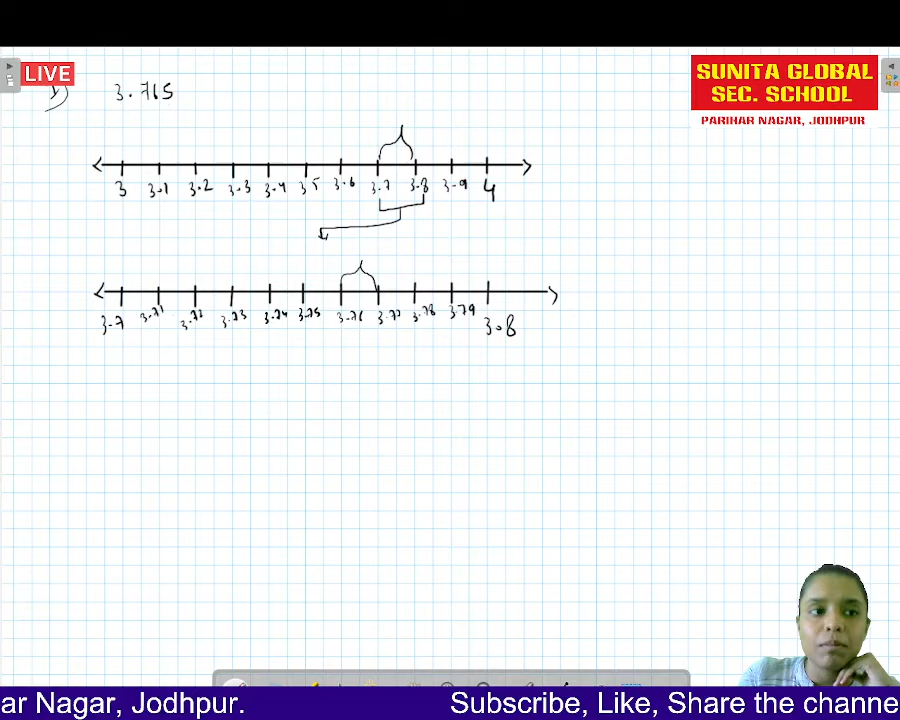 LIVE
SUNITA GLOBAL
SEC. SCHOOL
PARIHAR NAGAR, JODHPUR
1) 3.765
3 3.1 3.2 3.3 3.4 3.5 3.6 3.7 3.8 3.9 4
3.7 3.71 3.72 3.73 3.74 3.75 3.76 3.77 3.78 3.79 3.8
ar Nagar, Jodhpur. Subscribe, Like, Share the channe